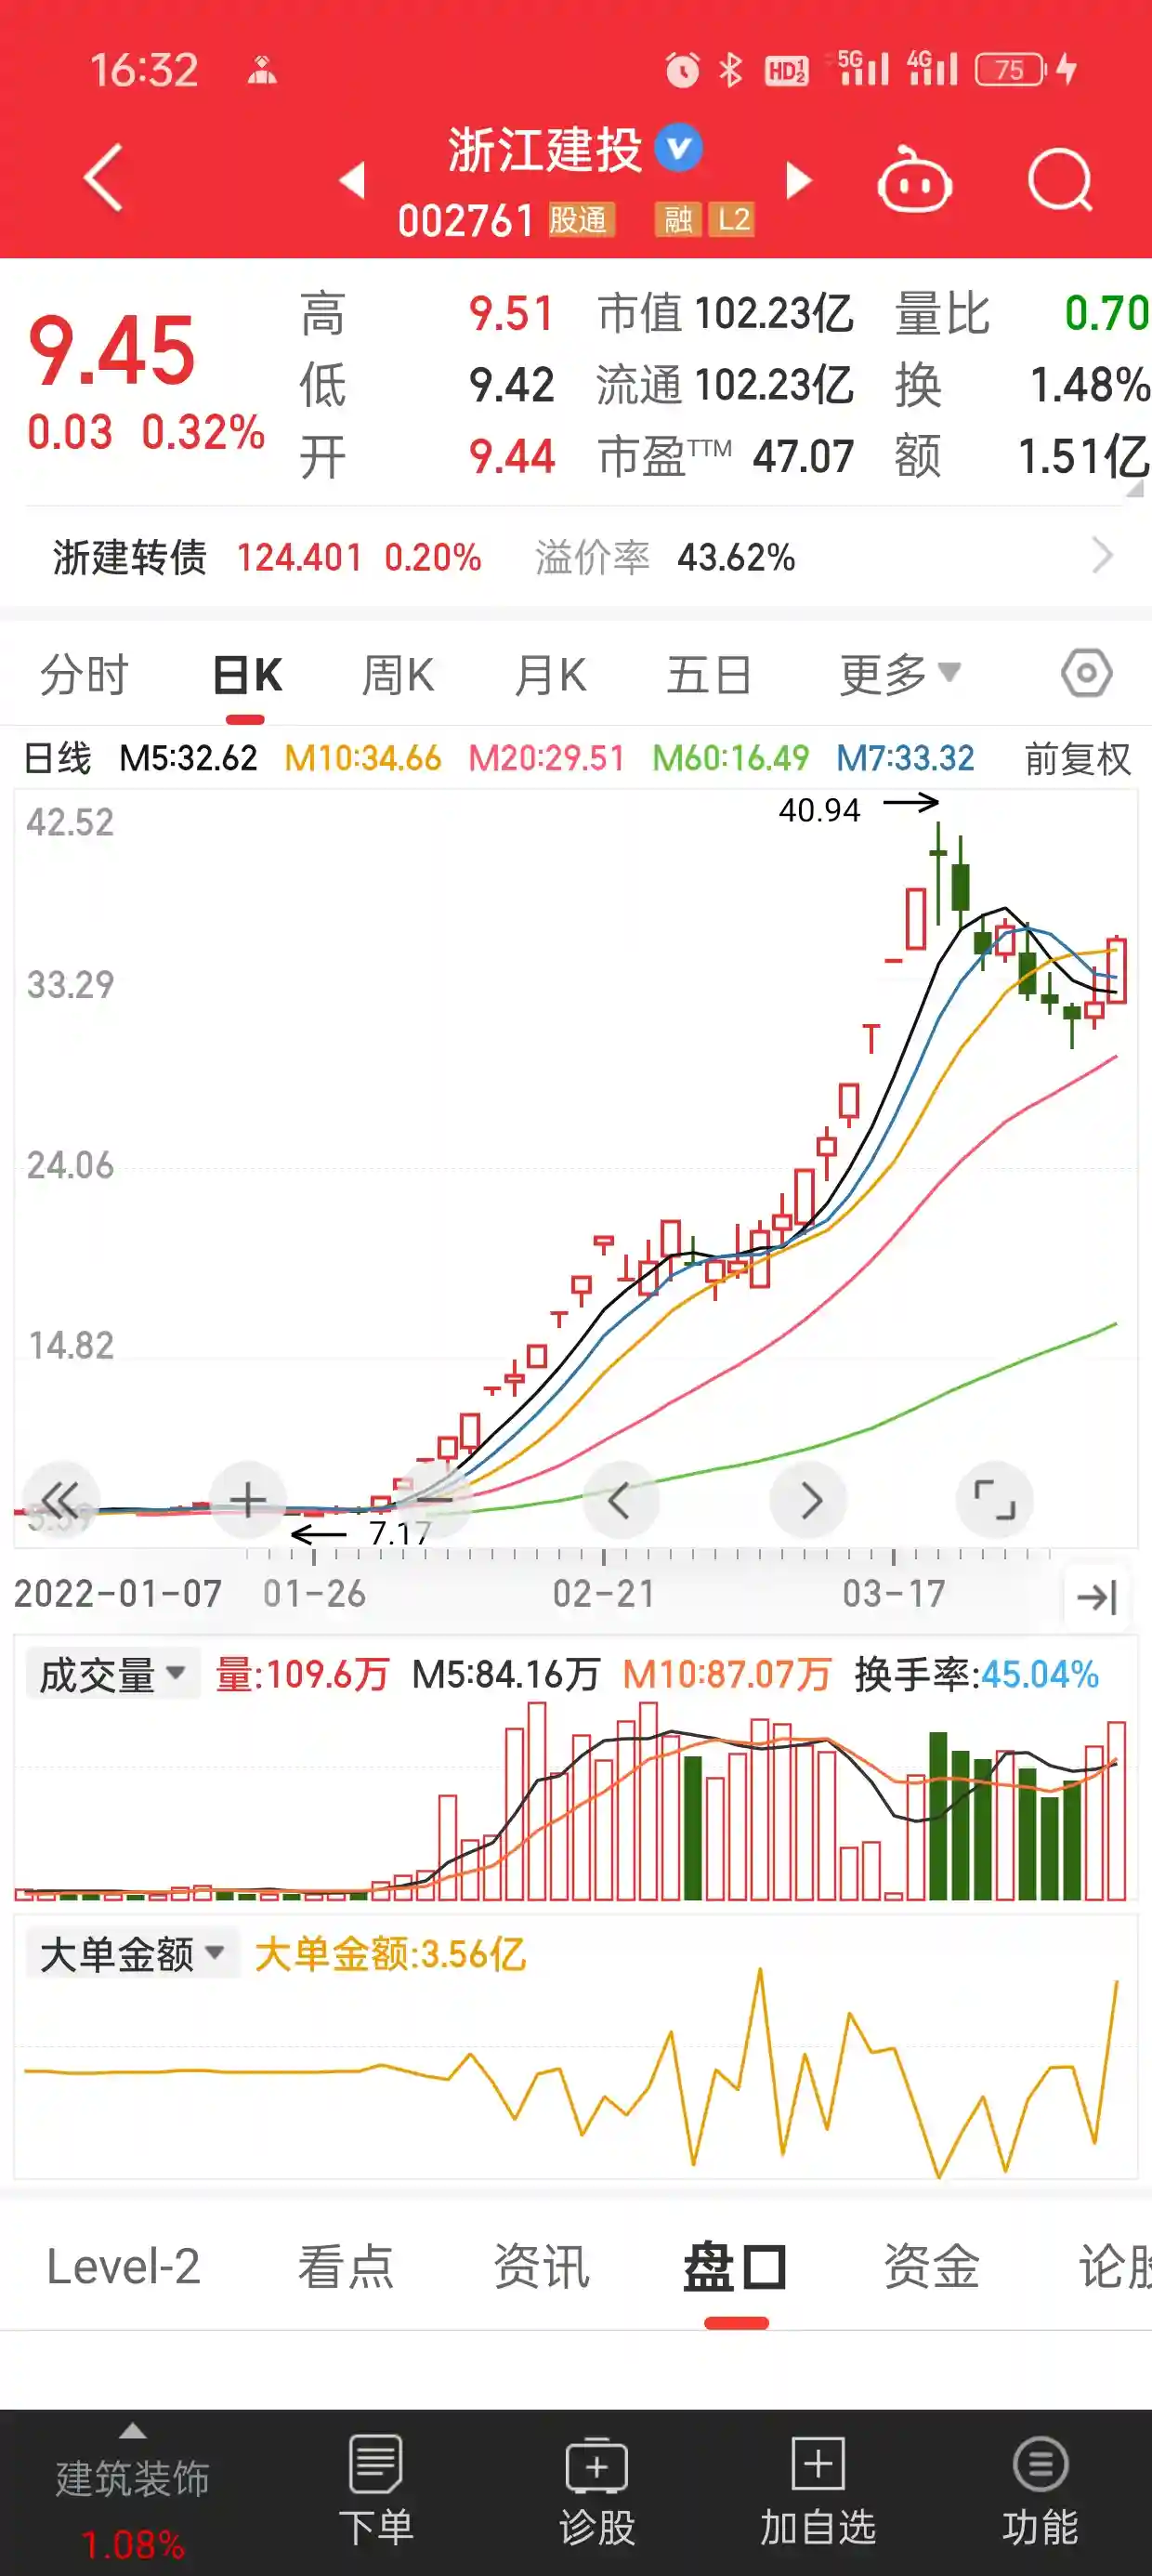 16:32 HD 1 2 5G 4G 75
浙江建投
002761 股通 融 L2
9.45 高 9.51 市值 102.23亿 量比 0.70
0.03 0.32% 低 9.42 流通 102.23亿 换 1.48%
开 9.44 市盈TTM 47.07 额 1.51亿
浙建转债 124.401 0.20% 溢价率 43.62%
分时 日K 周K 月K 五日 更多
日线 M5:32.62 M10:34.66 M20:29.51 M60:16.49 M7:33.32 前复权
42.52
40.94
33.29
24.06
14.82
7.17
2022-01-07 01-26 02-21 03-17
成交量 量:109.6万 M5:84.16万 M10:87.07万 换手率:45.04%
大单金额 大单金额:3.56亿
Level-2 看点 资讯 盘口 资金 论股
建筑装饰 下单 诊股 加自选 功能
1.08%